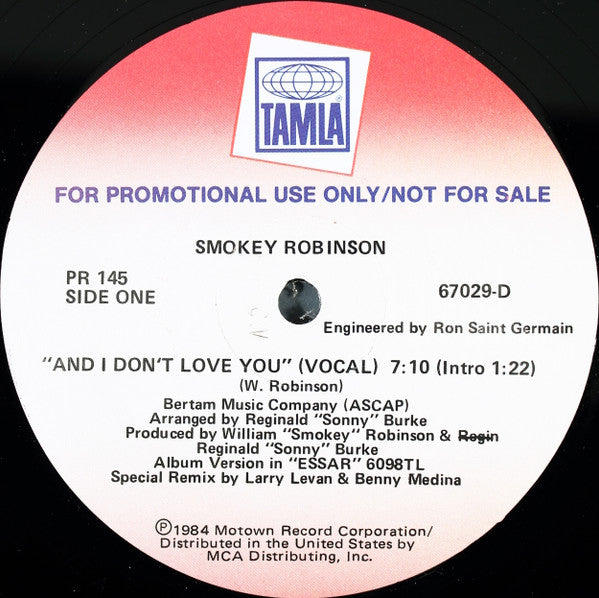 TAMLA®
FOR PROMOTIONAL USE ONLY/NOT FOR SALE
SMOKEY ROBINSON
PR 145
SIDE ONE
67029-D
Engineered by Ron Saint Germain
"AND I DON'T LOVE YOU" (VOCAL) 7:10 (Intro 1:22)
(W. Robinson)
Bertam Music Company (ASCAP)
Arranged by Reginald "Sonny" Burke
Produced by William "Smokey" Robinson & Regin
Reginald "Sonny" Burke
Album Version in "ESSAR" 6098TL
Special Remix by Larry Levan & Benny Medina
℗1984 Motown Record Corporation/
Distributed in the United States by
MCA Distributing, Inc.